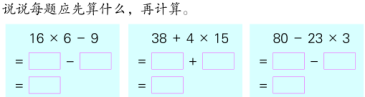 说说每题应先算什么，再计算。
16 × 6 − 9
= □ − □
= □
38 + 4 × 15
= □ + □
= □
80 − 23 × 3
= □ − □
= □